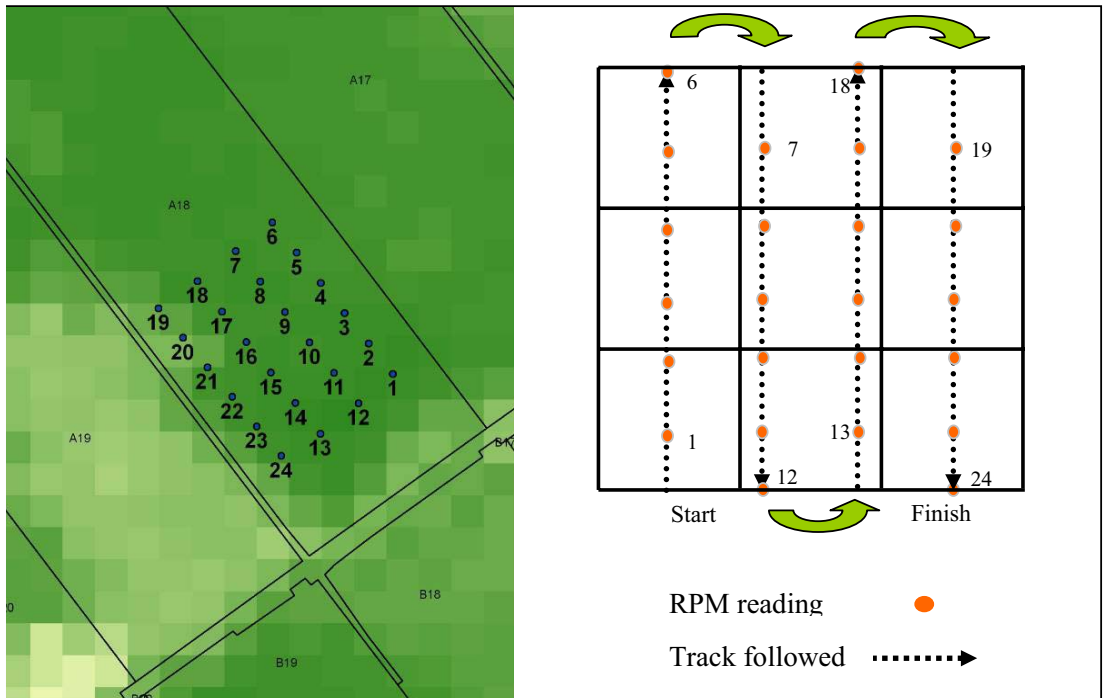 A17
A18
6
7 5
18 8 4
19 17 9 3
20 16 10 2
21 15 11 1
22 14 12
23 13
24
A19
B18
B19
6 18
7 19
1 13
12 24
Start Finish
RPM reading
Track followed